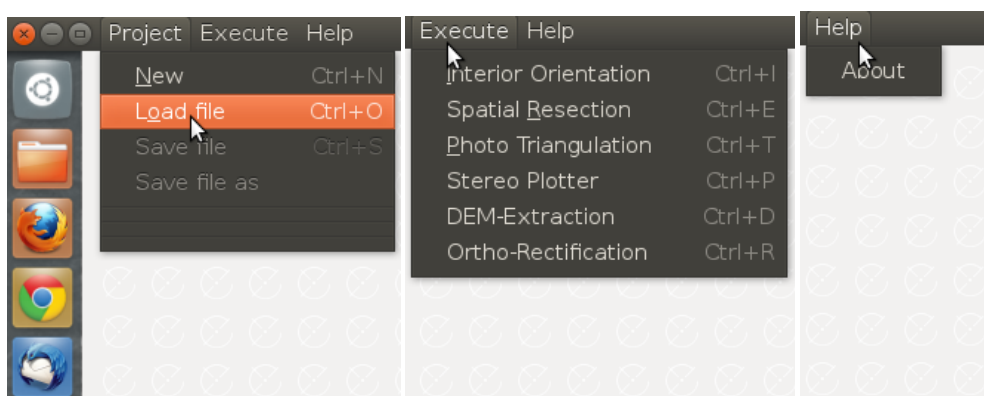 Project Execute Help
New Ctrl+N
Load file Ctrl+O
Save file Ctrl+S
Save file as
Execute Help
Interior Orientation Ctrl+I
Spatial Resection Ctrl+E
Photo Triangulation Ctrl+T
Stereo Plotter Ctrl+P
DEM-Extraction Ctrl+D
Ortho-Rectification Ctrl+R
Help
About